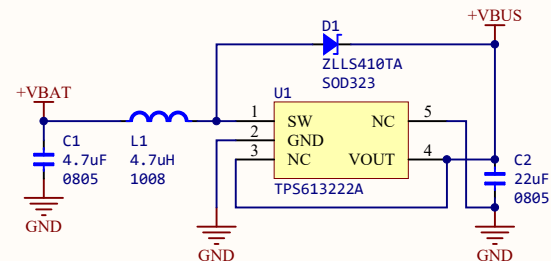 +VBUS
D1
ZLLS410TA
SOD323
+VBAT
U1
1 SW NC 5
2 GND
3 NC VOUT 4
TPS613222A
C1
4.7uF
0805
L1
4.7uH
1008
C2
22uF
0805
GND
GND
GND